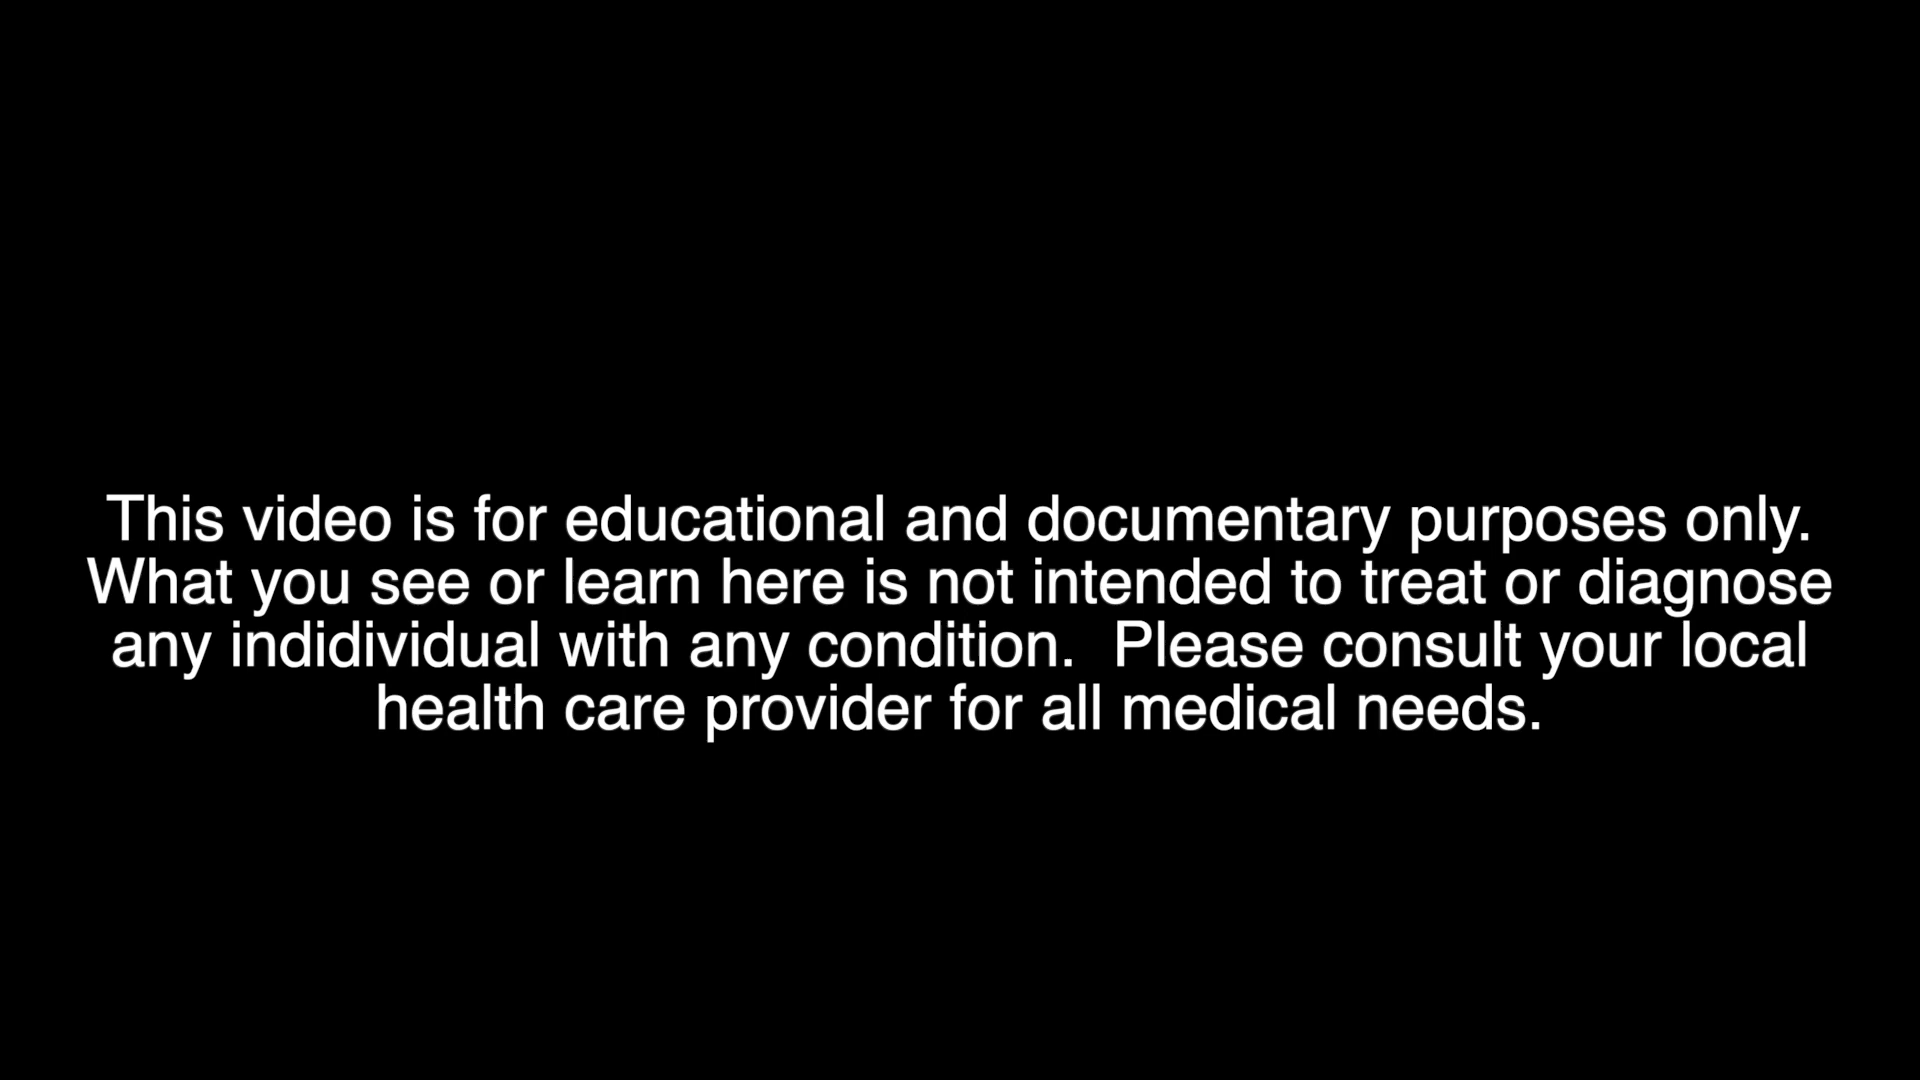 This video is for educational and documentary purposes only.
What you see or learn here is not intended to treat or diagnose
any indidividual with any condition.  Please consult your local
health care provider for all medical needs.